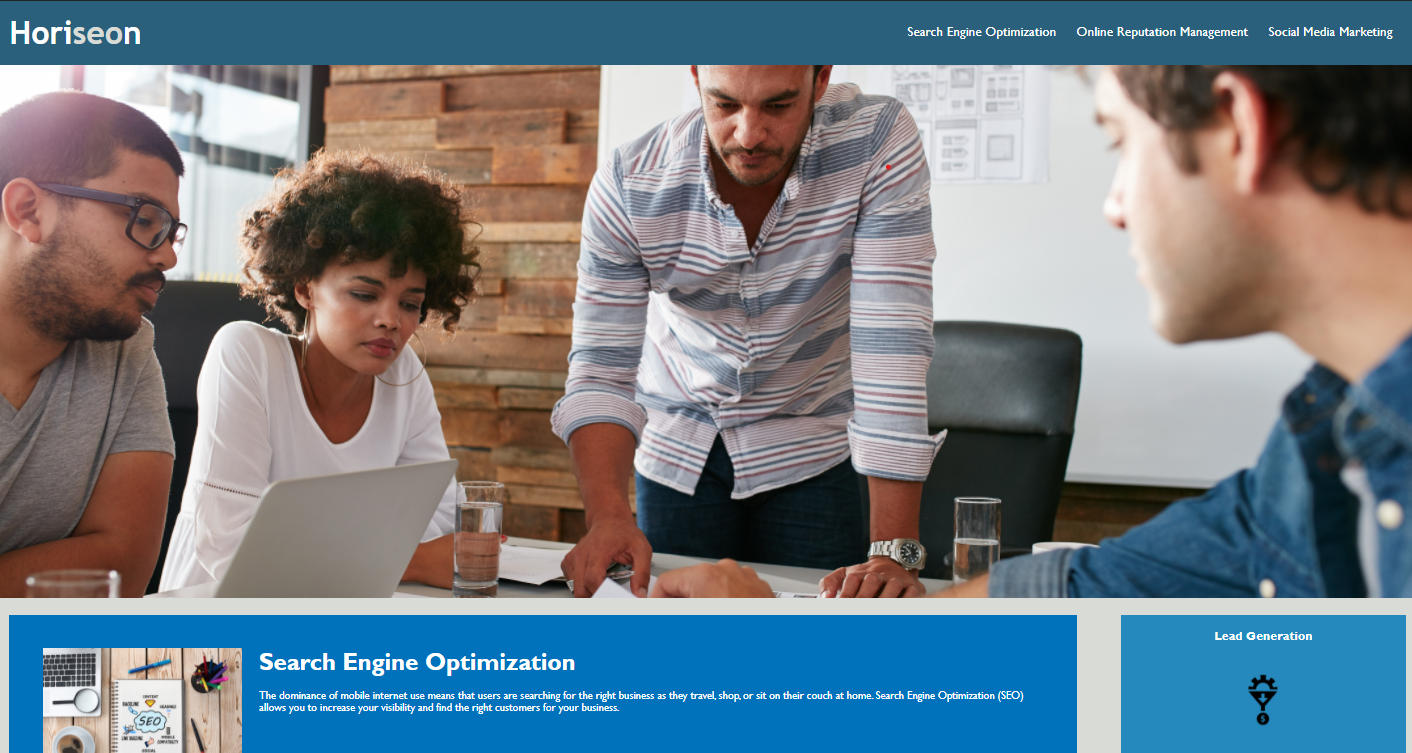 Horiseon
Search Engine Optimization
Online Reputation Management
Social Media Marketing
Search Engine Optimization
The dominance of mobile internet use means that users are searching for the right business as they travel, shop, or sit on their couch at home. Search Engine Optimization (SEO)
allows you to increase your visibility and find the right customers for your business.
SEO
Lead Generation